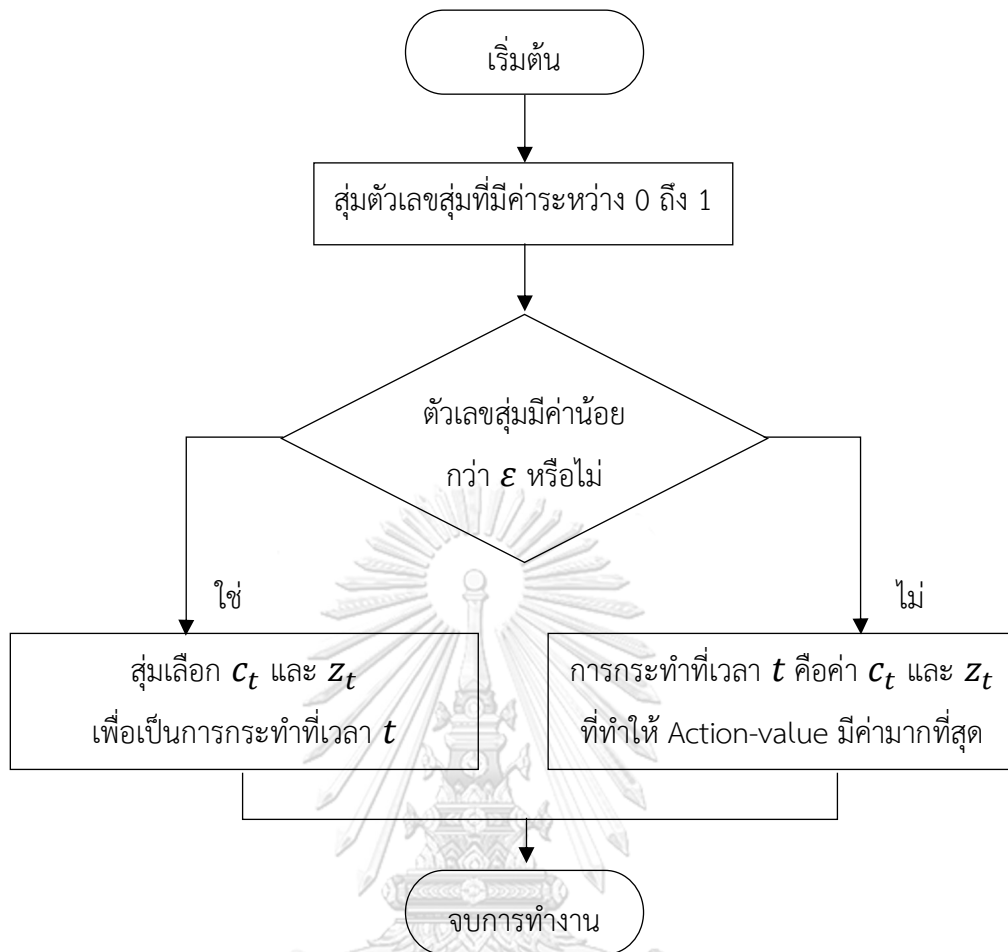 เริ่มต้น
สุ่มตัวเลขสุ่มที่มีค่าระหว่าง 0 ถึง 1
ตัวเลขสุ่มมีค่าน้อย
กว่า ε หรือไม่
ใช่
ไม่
สุ่มเลือก c_t และ z_t
เพื่อเป็นการกระทำที่เวลา t
การกระทำที่เวลา t คือค่า c_t และ z_t
ที่ทำให้ Action-value มีค่ามากที่สุด
จบการทำงาน